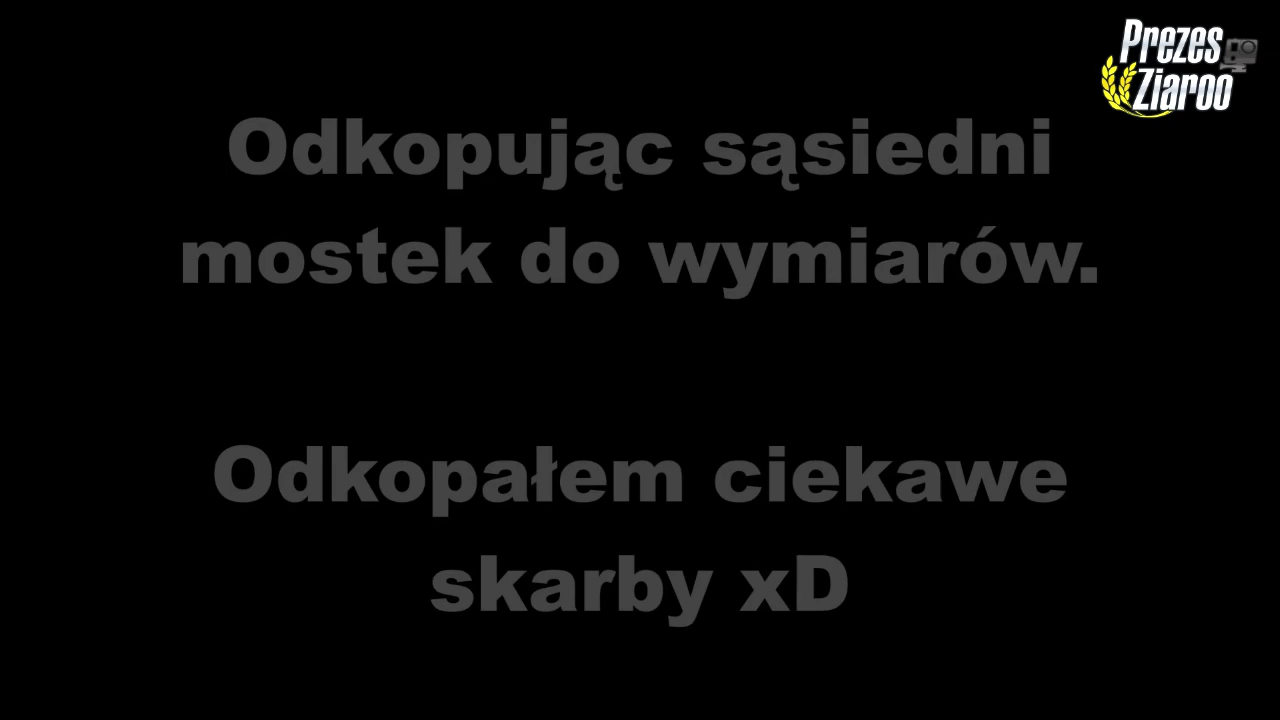 Prezes
Ziaroo
Odkopując sąsiedni
mostek do wymiarów.
Odkopałem ciekawe
skarby xD